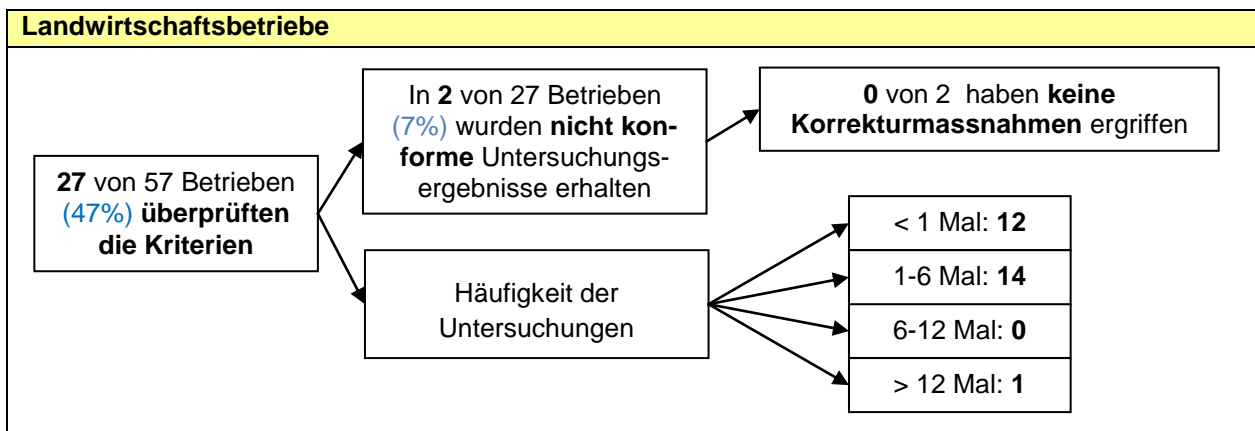 Landwirtschaftsbetriebe
27 von 57 Betrieben
(47%) überprüften
die Kriterien
In 2 von 27 Betrieben
(7%) wurden nicht kon-
forme Untersuchungs-
ergebnisse erhalten
0 von 2 haben keine
Korrekturmassnahmen ergriffen
Häufigkeit der
Untersuchungen
< 1 Mal: 12
1-6 Mal: 14
6-12 Mal: 0
> 12 Mal: 1